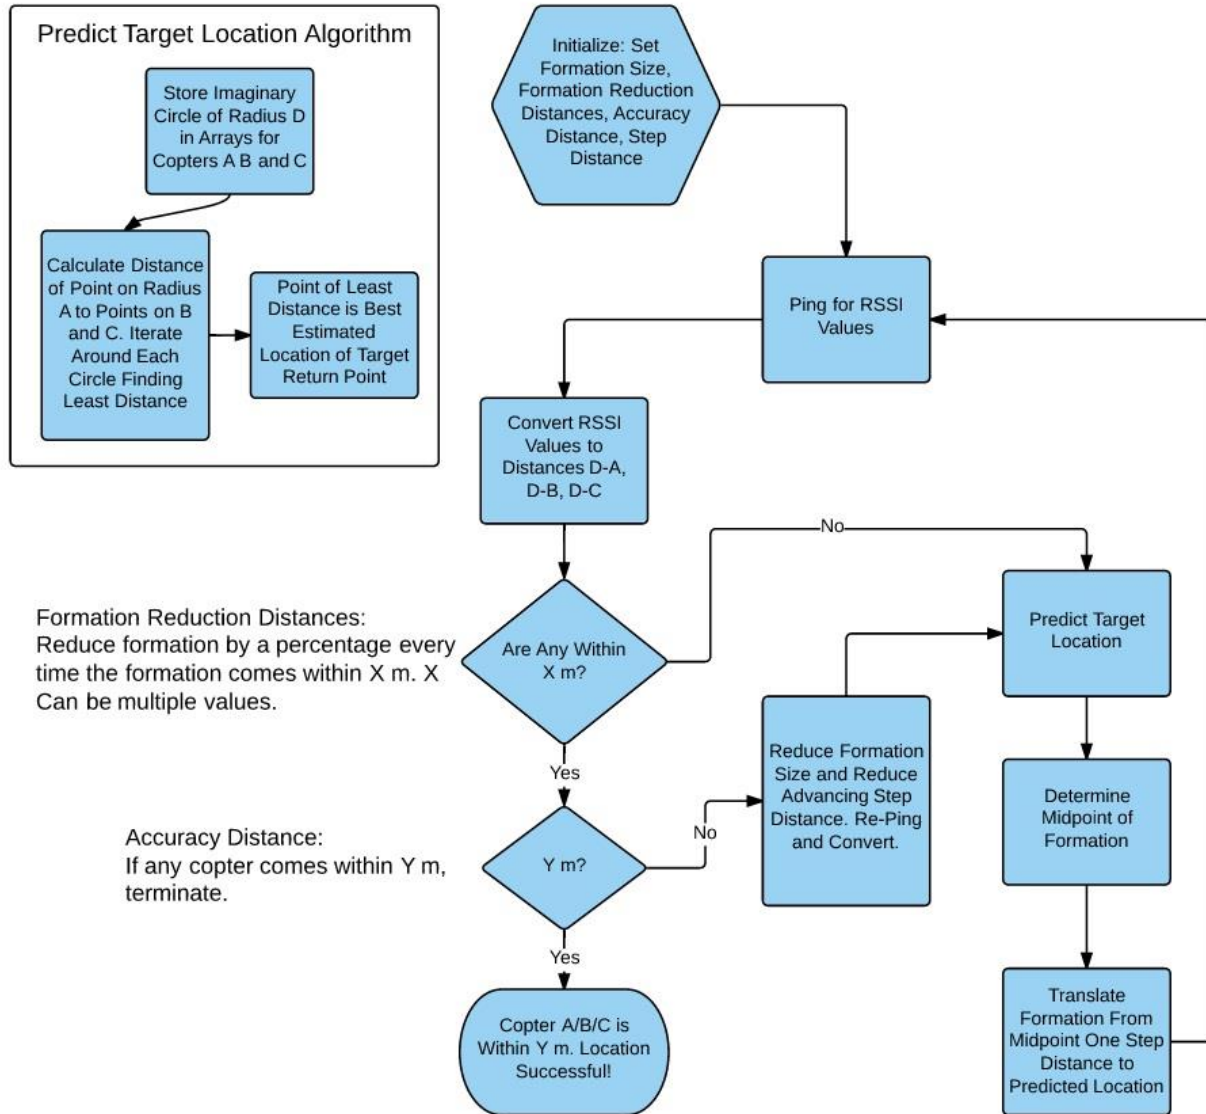 Predict Target Location Algorithm
Store Imaginary
Circle of Radius D
in Arrays for
Copters A B and C
Calculate Distance
of Point on Radius
A to Points on B
and C. Iterate
Around Each
Circle Finding
Least Distance
Point of Least
Distance is Best
Estimated
Location of Target
Return Point
Initialize: Set
Formation Size,
Formation Reduction
Distances, Accuracy
Distance, Step
Distance
Ping for RSSI
Values
Convert RSSI
Values to
Distances D-A,
D-B, D-C
No
Formation Reduction Distances:
Reduce formation by a percentage every
time the formation comes within X m. X
Can be multiple values.
Are Any Within
X m?
Predict Target
Location
Yes
Reduce Formation
Size and Reduce
Advancing Step
Distance. Re-Ping
and Convert.
Determine
Midpoint of
Formation
Accuracy Distance:
If any copter comes within Y m,
terminate.
Y m?
No
Yes
Copter A/B/C is
Within Y m. Location
Successful!
Translate
Formation From
Midpoint One Step
Distance to
Predicted Location